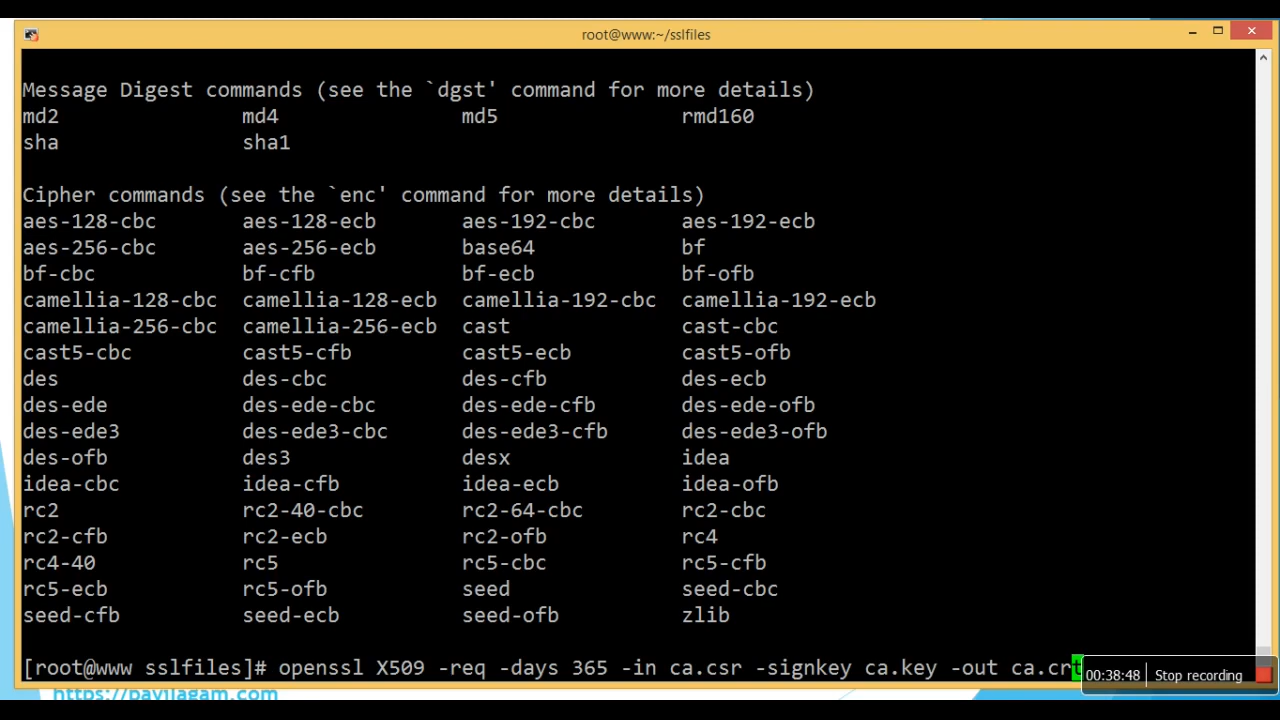 root@www:~/sslfiles
Message Digest commands (see the `dgst' command for more details)
md2 md4 md5 rmd160
sha sha1
Cipher commands (see the `enc' command for more details)
aes-128-cbc aes-128-ecb aes-192-cbc aes-192-ecb
aes-256-cbc aes-256-ecb base64 bf
bf-cbc bf-cfb bf-ecb bf-ofb
camellia-128-cbc camellia-128-ecb camellia-192-cbc camellia-192-ecb
camellia-256-cbc camellia-256-ecb cast cast-cbc
cast5-cbc cast5-cfb cast5-ecb cast5-ofb
des des-cbc des-cfb des-ecb
des-ede des-ede-cbc des-ede-cfb des-ede-ofb
des-ede3 des-ede3-cbc des-ede3-cfb des-ede3-ofb
des-ofb des3 desx idea
idea-cbc idea-cfb idea-ecb idea-ofb
rc2 rc2-40-cbc rc2-64-cbc rc2-cbc
rc2-cfb rc2-ecb rc2-ofb rc4
rc4-40 rc5 rc5-cbc rc5-cfb
rc5-ecb rc5-ofb seed seed-cbc
seed-cfb seed-ecb seed-ofb zlib
[root@www sslfiles]# openssl X509 -req -days 365 -in ca.csr -signkey ca.key -out ca.crt
00:38:48 Stop recording
https://payilagam.com